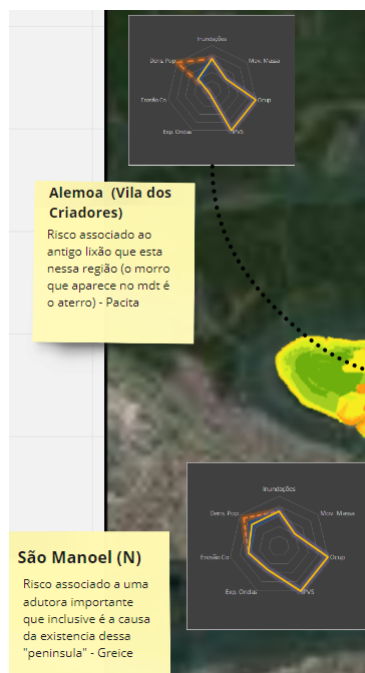 Inundações
Dens. Pop
Mov. Massa
Erosão Co
Ocup
Exp. Ondas
IPVS
Alemoa (Vila dos
Criadores)
Risco associado ao
antigo lixão que esta
nessa região (o morro
que aparece no mdt é
o aterro) - Pacita
Inundações
Dens. Pop
Mov. Massa
Erosão Co
Ocup
Exp. Ondas
IPVS
São Manoel (N)
Risco associado a uma
adutora importante
que inclusive é a causa
da existencia dessa
"peninsula" - Greice